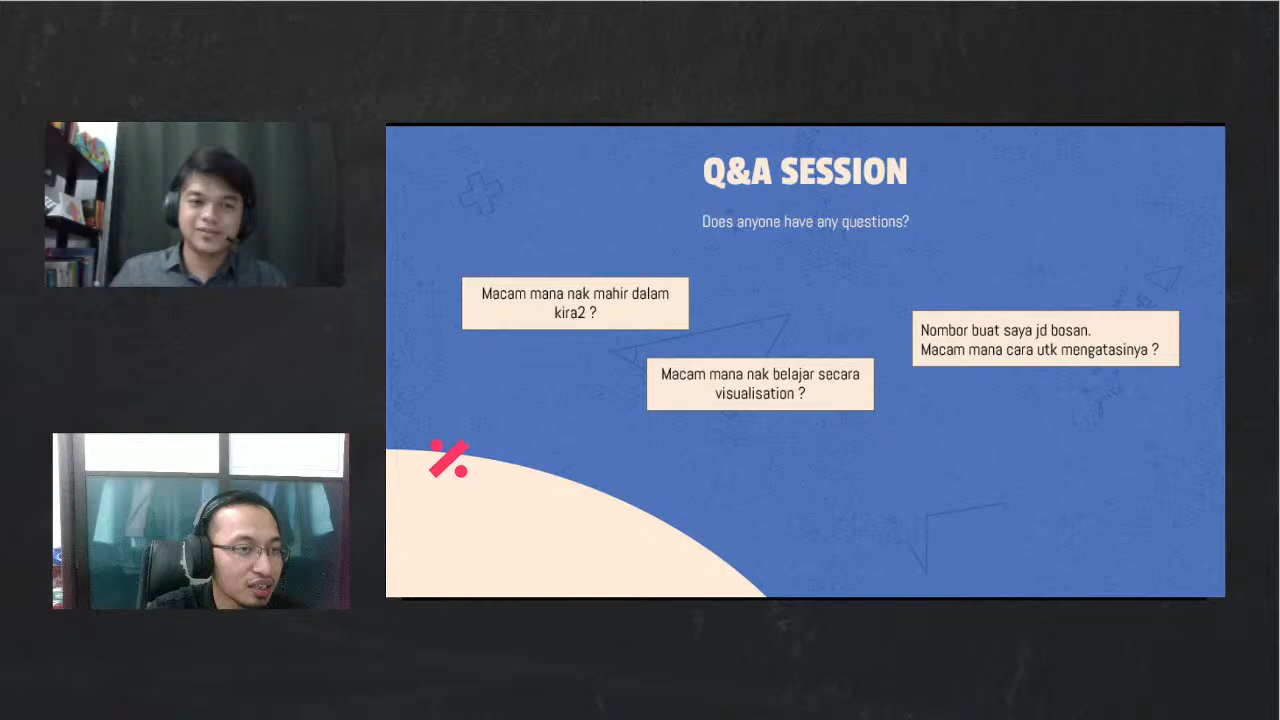 Q&A SESSION
Does anyone have any questions?
Macam mana nak mahir dalam
kira2 ?
Nombor buat saya jd bosan.
Macam mana cara utk mengatasinya ?
Macam mana nak belajar secara
visualisation ?